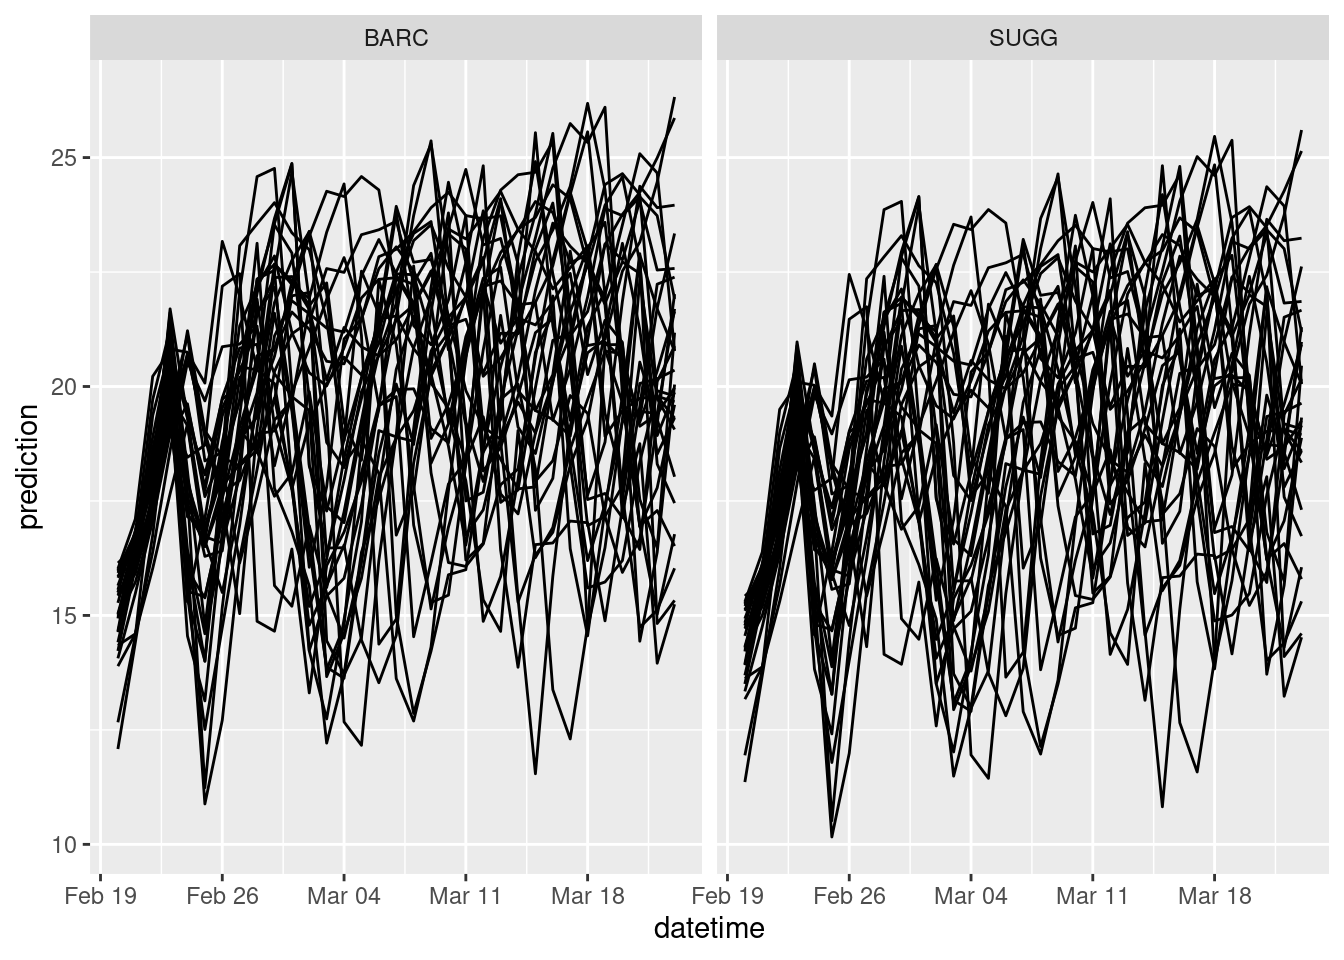 BARC
SUGG
prediction
25
20
15
10
Feb 19
Feb 26
Mar 04
Mar 11
Mar 18
Feb 19
Feb 26
Mar 04
Mar 11
Mar 18
datetime